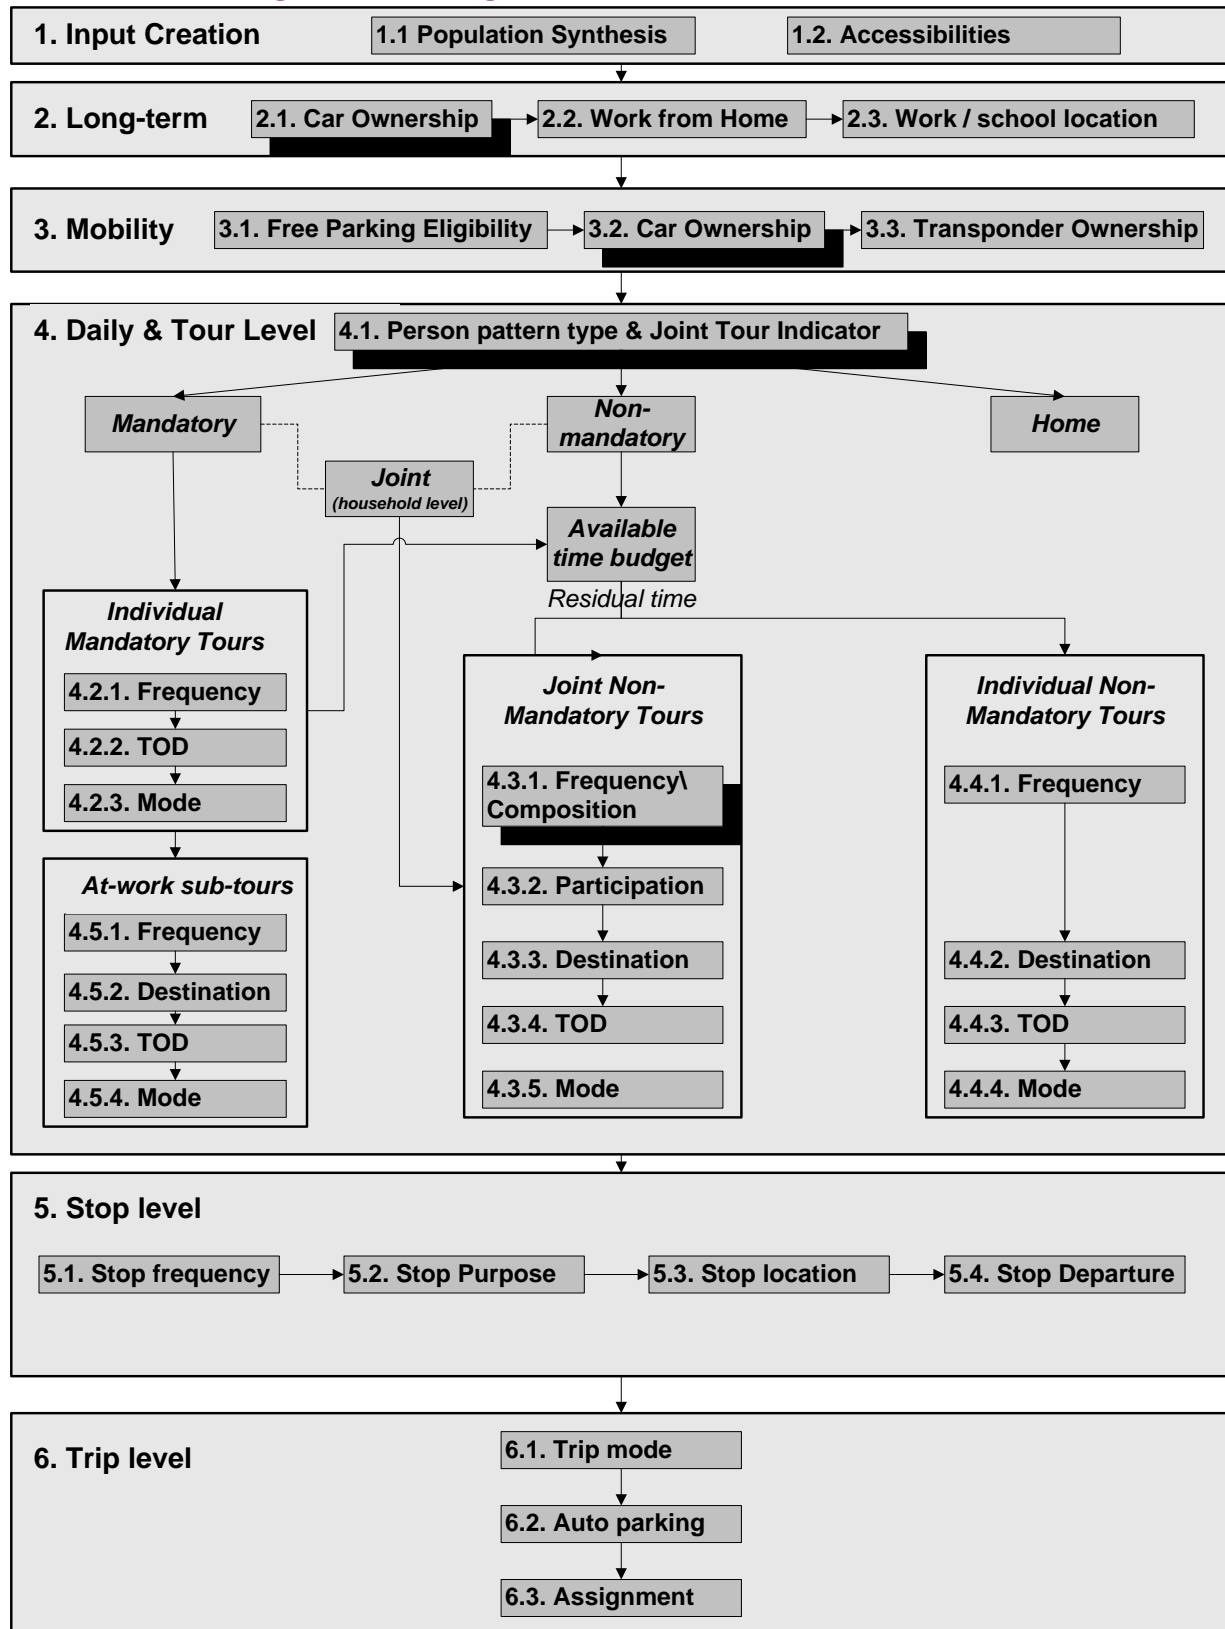 1. Input Creation
1.1 Population Synthesis
1.2. Accessibilities
2. Long-term
2.1. Car Ownership
2.2. Work from Home
2.3. Work / school location
3. Mobility
3.1. Free Parking Eligibility
3.2. Car Ownership
3.3. Transponder Ownership
4. Daily & Tour Level
4.1. Person pattern type & Joint Tour Indicator
Mandatory
Non-
mandatory
Home
Joint
(household level)
Available
time budget
Residual time
Individual
Mandatory Tours
4.2.1. Frequency
4.2.2. TOD
4.2.3. Mode
At-work sub-tours
4.5.1. Frequency
4.5.2. Destination
4.5.3. TOD
4.5.4. Mode
Joint Non-
Mandatory Tours
4.3.1. Frequency\
Composition
4.3.2. Participation
4.3.3. Destination
4.3.4. TOD
4.3.5. Mode
Individual Non-
Mandatory Tours
4.4.1. Frequency
4.4.2. Destination
4.4.3. TOD
4.4.4. Mode
5. Stop level
5.1. Stop frequency
5.2. Stop Purpose
5.3. Stop location
5.4. Stop Departure
6. Trip level
6.1. Trip mode
6.2. Auto parking
6.3. Assignment